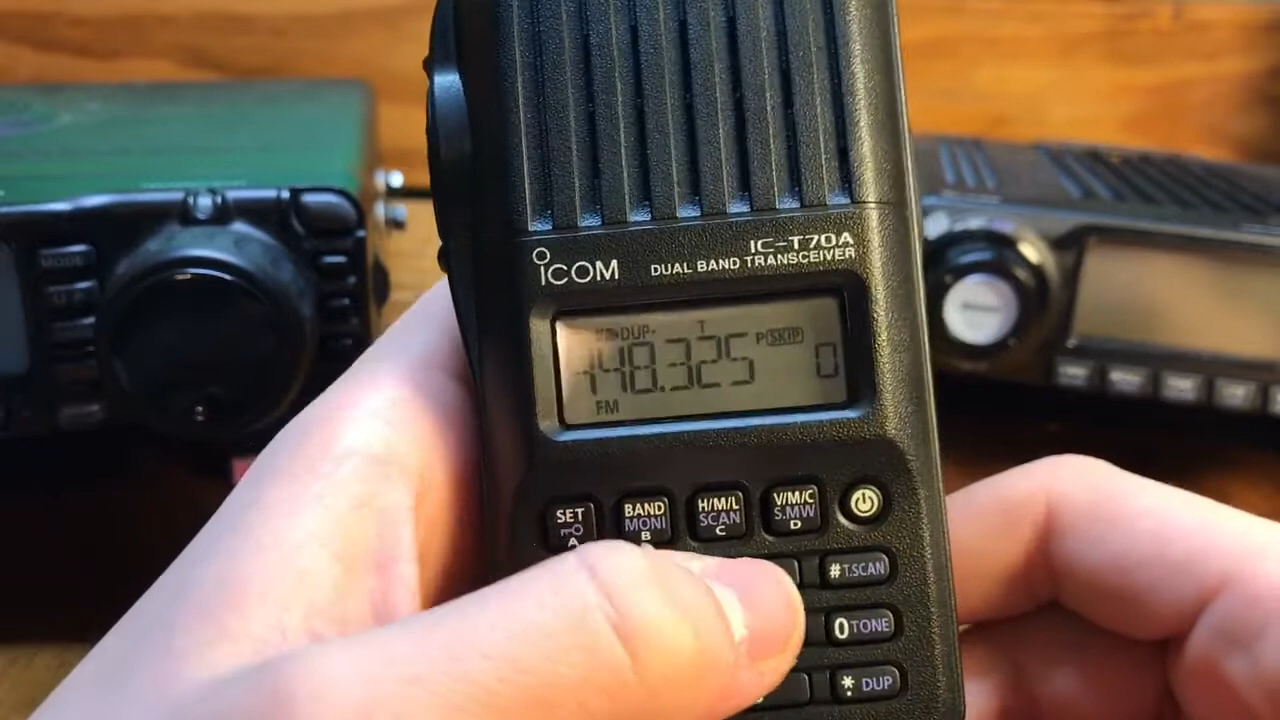 IC-T70A
iCOM DUAL BAND TRANSCEIVER
DUP- T
148.325 P SKIP 0
FM
MODE
SET BAND H/M/L V/M/C
MONI SCAN S.MW
A B C D
# T.SCAN
0 TONE
* DUP